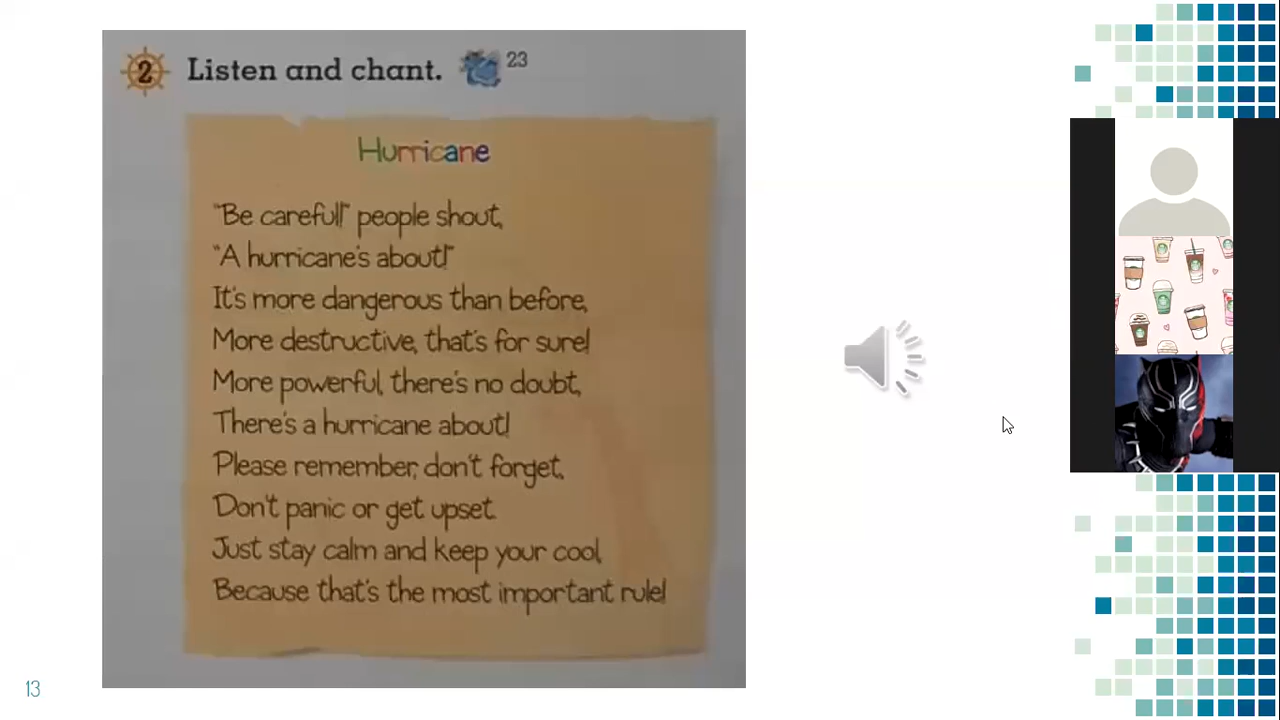 2 Listen and chant. 23
Hurricane
"Be careful!" people shout,
"A hurricane's about!"
It's more dangerous than before,
More destructive, that's for sure!
More powerful, there's no doubt,
There's a hurricane about!
Please remember, don't forget,
Don't panic or get upset.
Just stay calm and keep your cool,
Because that's the most important rule!
13